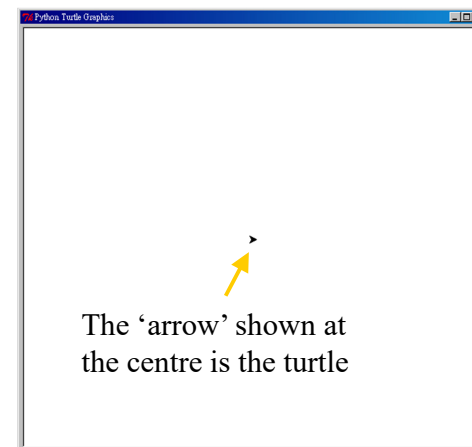 Python Turtle Graphics
The ‘arrow’ shown at
the centre is the turtle